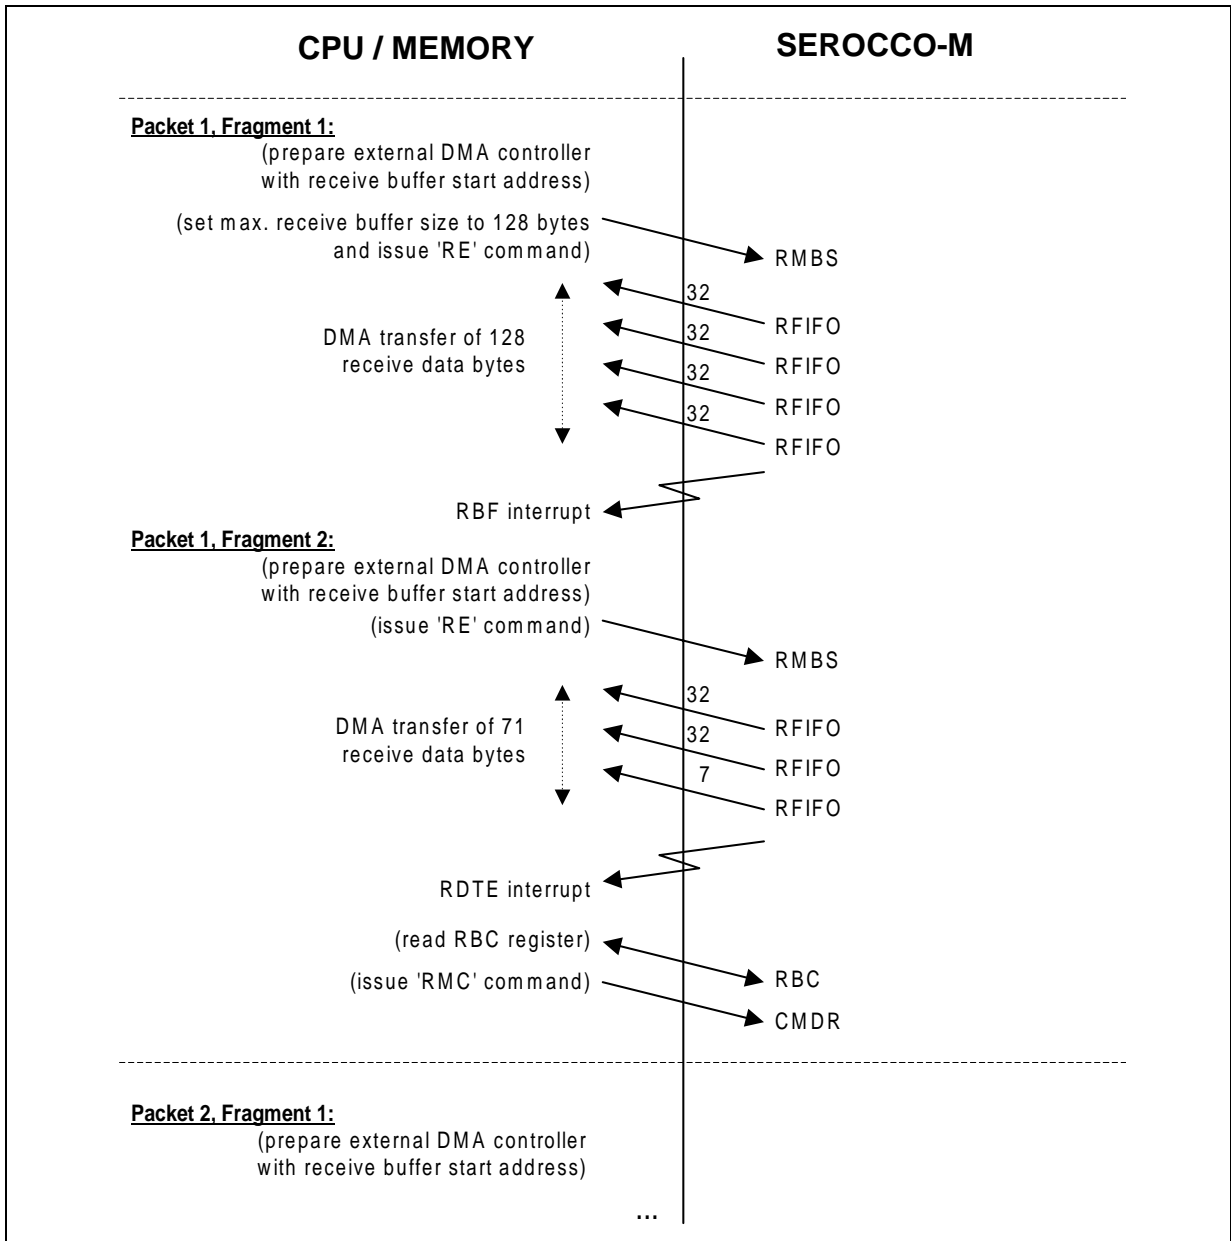 CPU / MEMORY
SEROCCO-M
Packet 1, Fragment 1:
(prepare external DMA controller
with receive buffer start address)
(set max. receive buffer size to 128 bytes
and issue 'RE' command)
RMBS
32
RFIFO
DMA transfer of 128
receive data bytes
32
RFIFO
32
RFIFO
32
RFIFO
RBF interrupt
Packet 1, Fragment 2:
(prepare external DMA controller
with receive buffer start address)
(issue 'RE' command)
RMBS
32
RFIFO
DMA transfer of 71
receive data bytes
32
RFIFO
7
RFIFO
RDTE interrupt
(read RBC register)
RBC
(issue 'RMC' command)
CMDR
Packet 2, Fragment 1:
(prepare external DMA controller
with receive buffer start address)
...